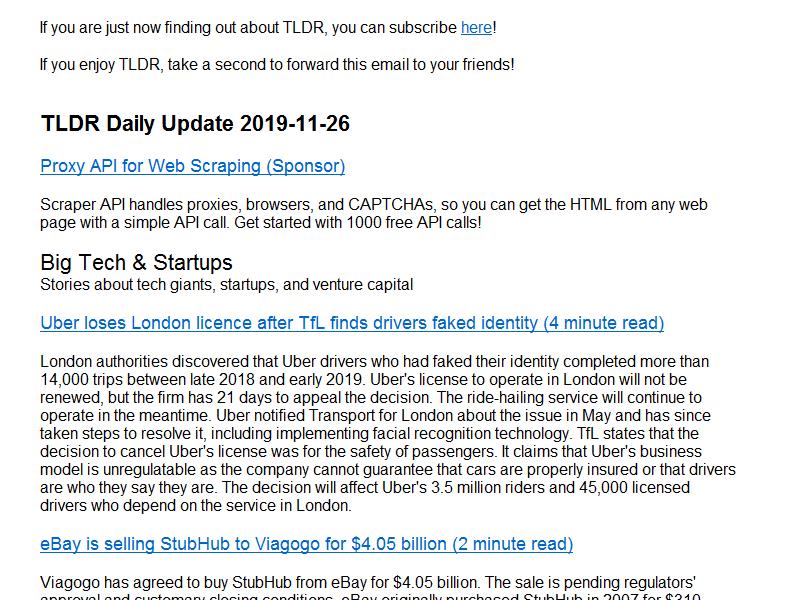 If you are just now finding out about TLDR, you can subscribe here!
If you enjoy TLDR, take a second to forward this email to your friends!
TLDR Daily Update 2019-11-26
Proxy API for Web Scraping (Sponsor)
Scraper API handles proxies, browsers, and CAPTCHAs, so you can get the HTML from any web
page with a simple API call. Get started with 1000 free API calls!
Big Tech & Startups
Stories about tech giants, startups, and venture capital
Uber loses London licence after TfL finds drivers faked identity (4 minute read)
London authorities discovered that Uber drivers who had faked their identity completed more than
14,000 trips between late 2018 and early 2019. Uber's license to operate in London will not be
renewed, but the firm has 21 days to appeal the decision. The ride-hailing service will continue to
operate in the meantime. Uber notified Transport for London about the issue in May and has since
taken steps to resolve it, including implementing facial recognition technology. TfL states that the
decision to cancel Uber's license was for the safety of passengers. It claims that Uber's business
model is unregulatable as the company cannot guarantee that cars are properly insured or that drivers
are who they say they are. The decision will affect Uber's 3.5 million riders and 45,000 licensed
drivers who depend on the service in London.
eBay is selling StubHub to Viagogo for $4.05 billion (2 minute read)
Viagogo has agreed to buy StubHub from eBay for $4.05 billion. The sale is pending regulators'
approval and customary closing conditions. eBay originally purchased StubHub in 2007 for $310